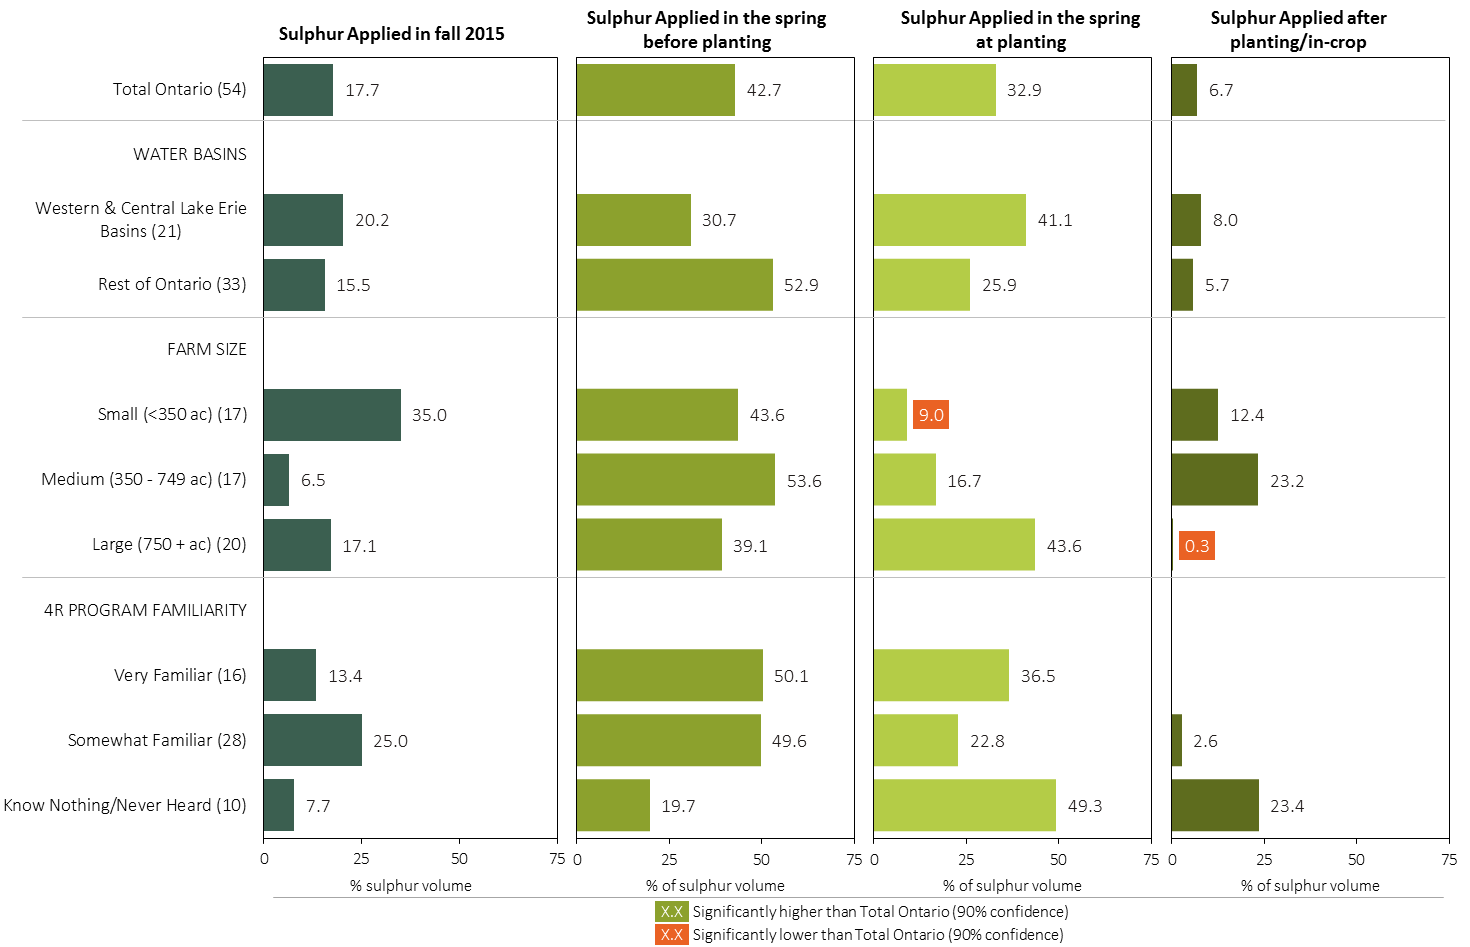 Sulphur Applied in fall 2015
Sulphur Applied in the spring
before planting
Sulphur Applied in the spring
at planting
Sulphur Applied after
planting/in-crop
Total Ontario (54)
17.7
42.7
32.9
6.7
WATER BASINS
Western & Central Lake Erie
Basins (21)
20.2
30.7
41.1
8.0
Rest of Ontario (33)
15.5
52.9
25.9
5.7
FARM SIZE
Small (<350 ac) (17)
35.0
43.6
9.0
12.4
Medium (350 - 749 ac) (17)
6.5
53.6
16.7
23.2
Large (750 + ac) (20)
17.1
39.1
43.6
0.3
4R PROGRAM FAMILIARITY
Very Familiar (16)
13.4
50.1
36.5
Somewhat Familiar (28)
25.0
49.6
22.8
2.6
Know Nothing/Never Heard (10)
7.7
19.7
49.3
23.4
0 25 50 75
0 25 50 75
0 25 50 75
0 25 50 75
% sulphur volume
% of sulphur volume
% of sulphur volume
% of sulphur volume
X.X Significantly higher than Total Ontario (90% confidence)
X.X Significantly lower than Total Ontario (90% confidence)